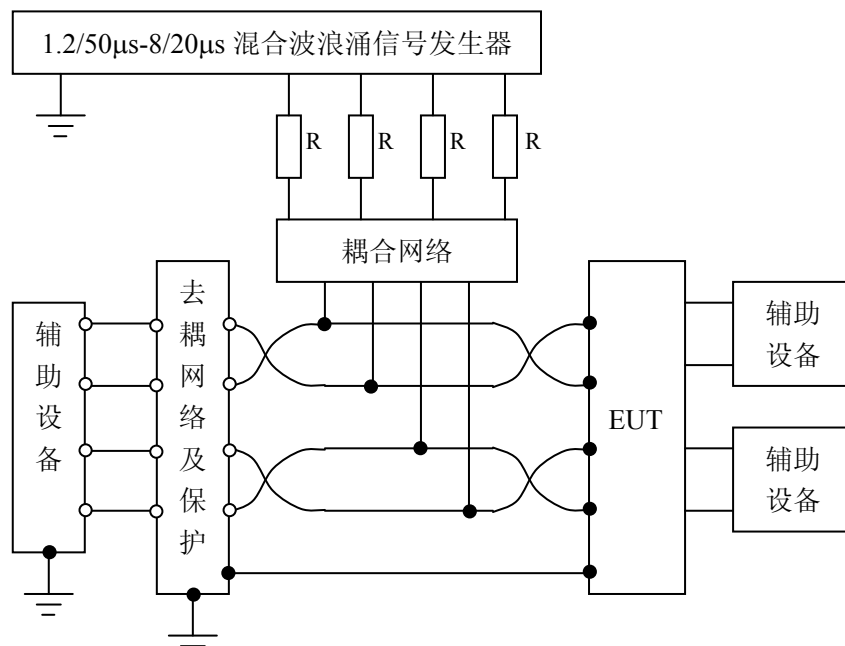 1.2/50μs-8/20μs 混合波浪涌信号发生器
R
R
R
R
耦合网络
辅助设备
去耦网络及保护
EUT
辅助
设备
辅助
设备